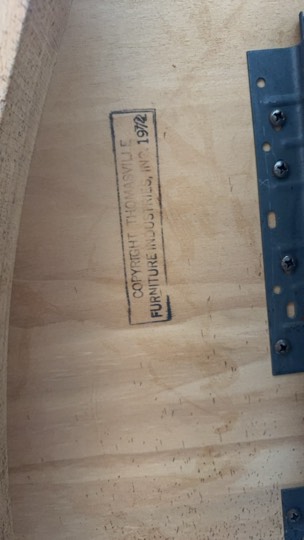 COPYRIGHT THOMASVILLE
FURNITURE INDUSTRIES, INC. 1972